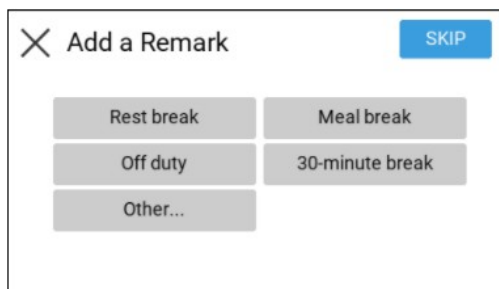 Add a Remark
SKIP
Rest break
Meal break
Off duty
30-minute break
Other...